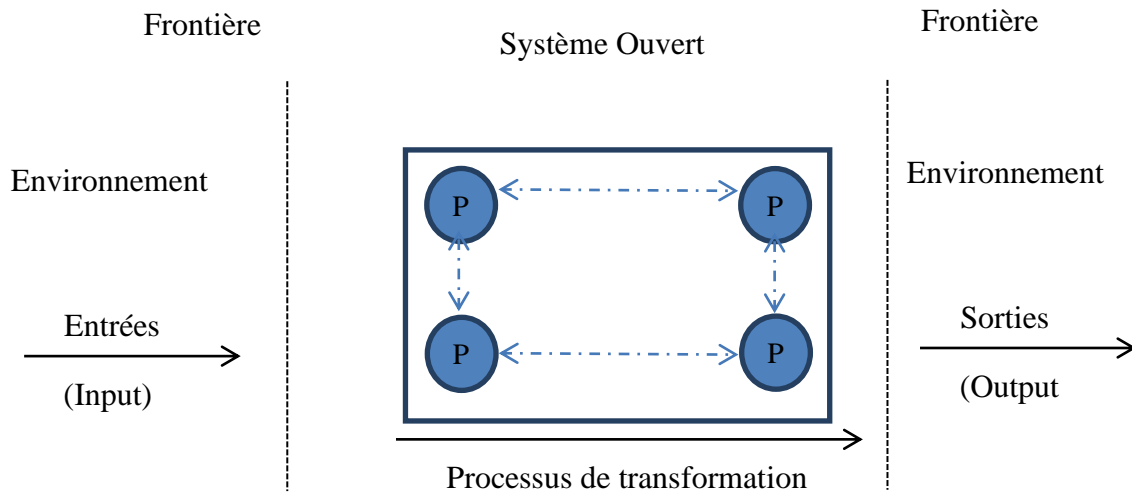 Frontière
Système Ouvert
Frontière
Environnement
Environnement
P
P
P
P
Entrées
(Input)
Sorties
(Output
Processus de transformation